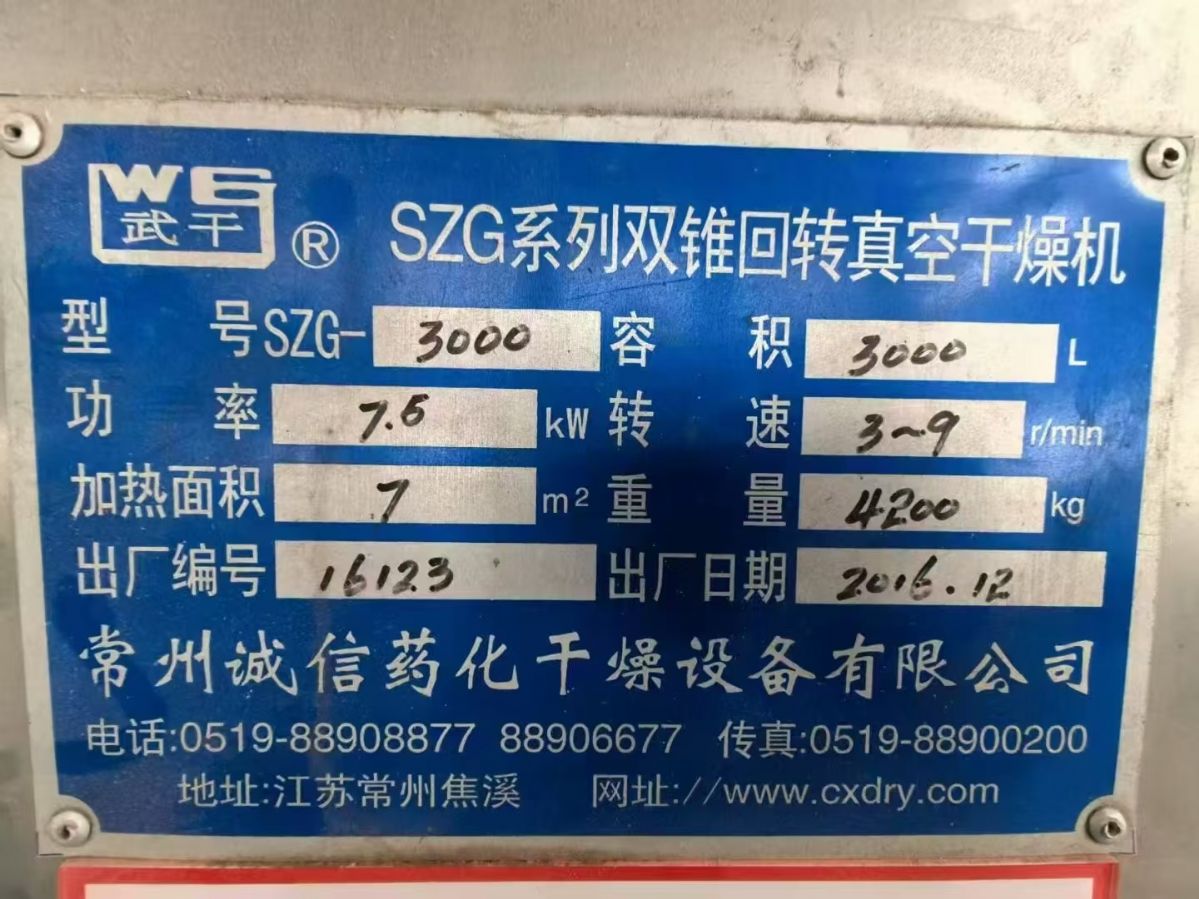 WG
武干 ® SZG系列双锥回转真空干燥机
型号SZG- 3000 容积 3000 L
功率 7.5 kW 转速 3~9 r/min
加热面积 7 m² 重量 4200 kg
出厂编号 16123 出厂日期 2016.12
常州诚信药化干燥设备有限公司
电话:0519-88908877 88906677 传真:0519-88900200
地址:江苏常州焦溪 网址://www.cxdry.com